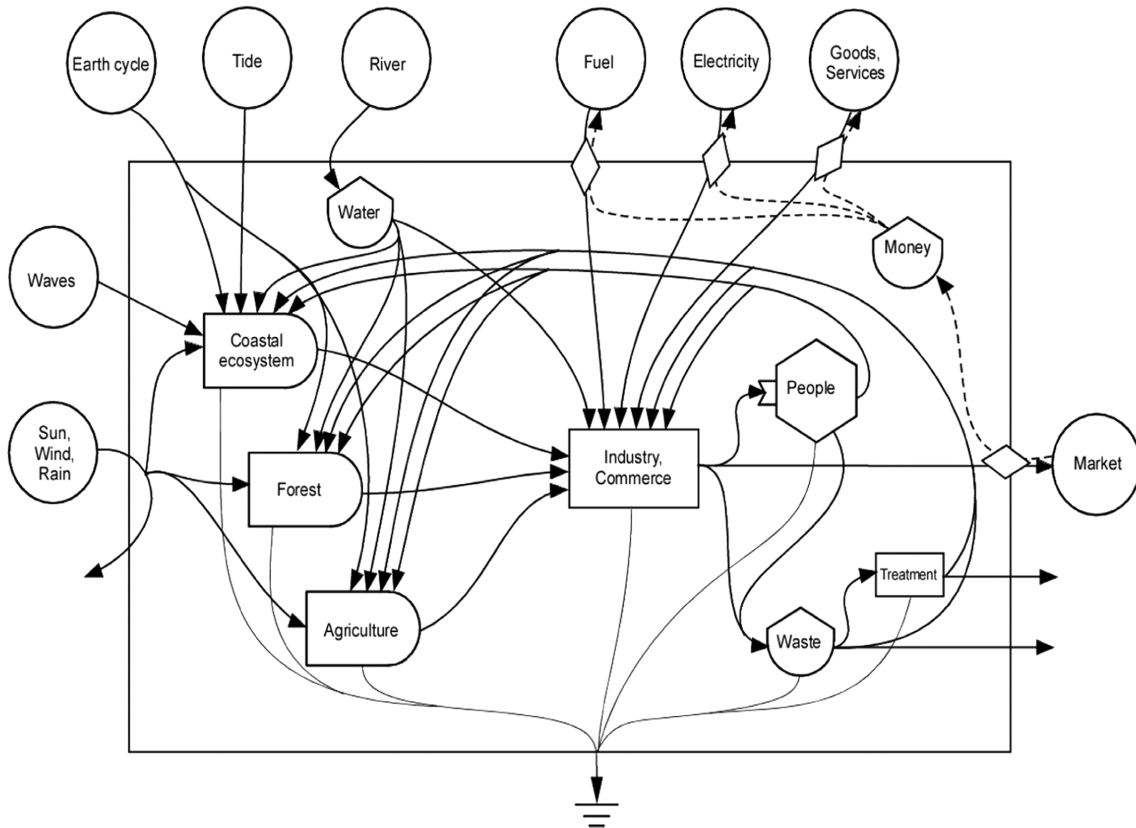 Earth cycle
Tide
River
Fuel
Electricity
Goods,
Services
Water
Money
Waves
Coastal
ecosystem
People
Sun,
Wind,
Rain
Industry,
Commerce
Market
Forest
Treatment
Agriculture
Waste